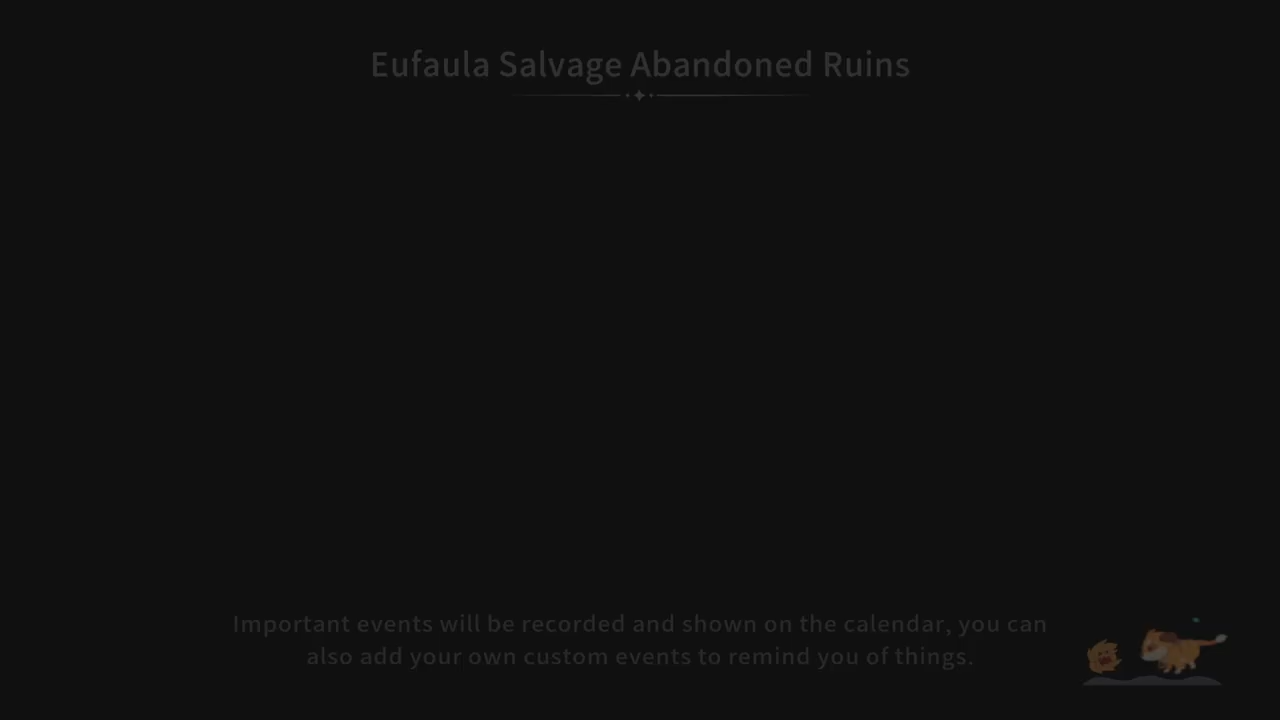 Eufaula Salvage Abandoned Ruins
Important events will be recorded and shown on the calendar, you can
also add your own custom events to remind you of things.